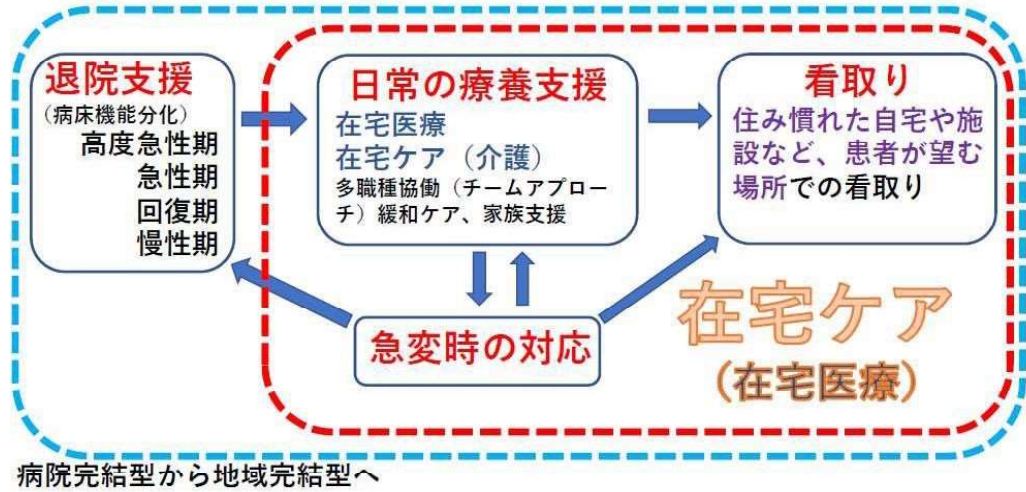 退院支援
(病床機能分化)
高度急性期
急性期
回復期
慢性期
日常の療養支援
在宅医療
在宅ケア（介護）
多職種協働（チームアプロー
チ）緩和ケア、家族支援
看取り
住み慣れた自宅や施
設など、患者が望む
場所での看取り
急変時の対応
在宅ケア
(在宅医療)
病院完結型から地域完結型へ